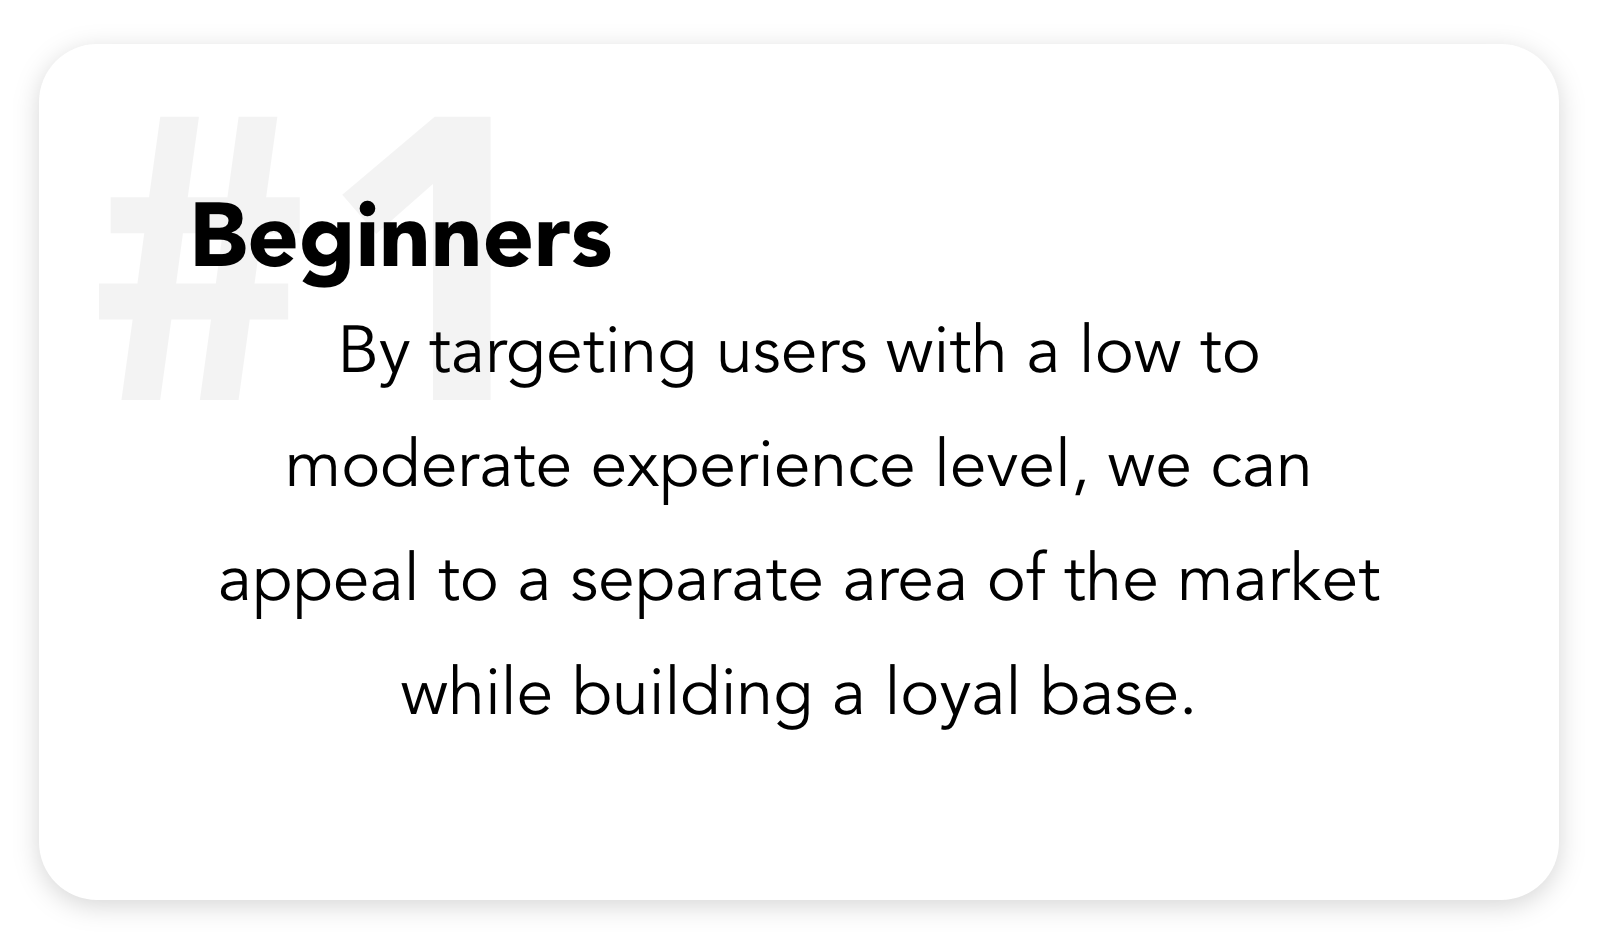 #1
Beginners
By targeting users with a low to
moderate experience level, we can
appeal to a separate area of the market
while building a loyal base.